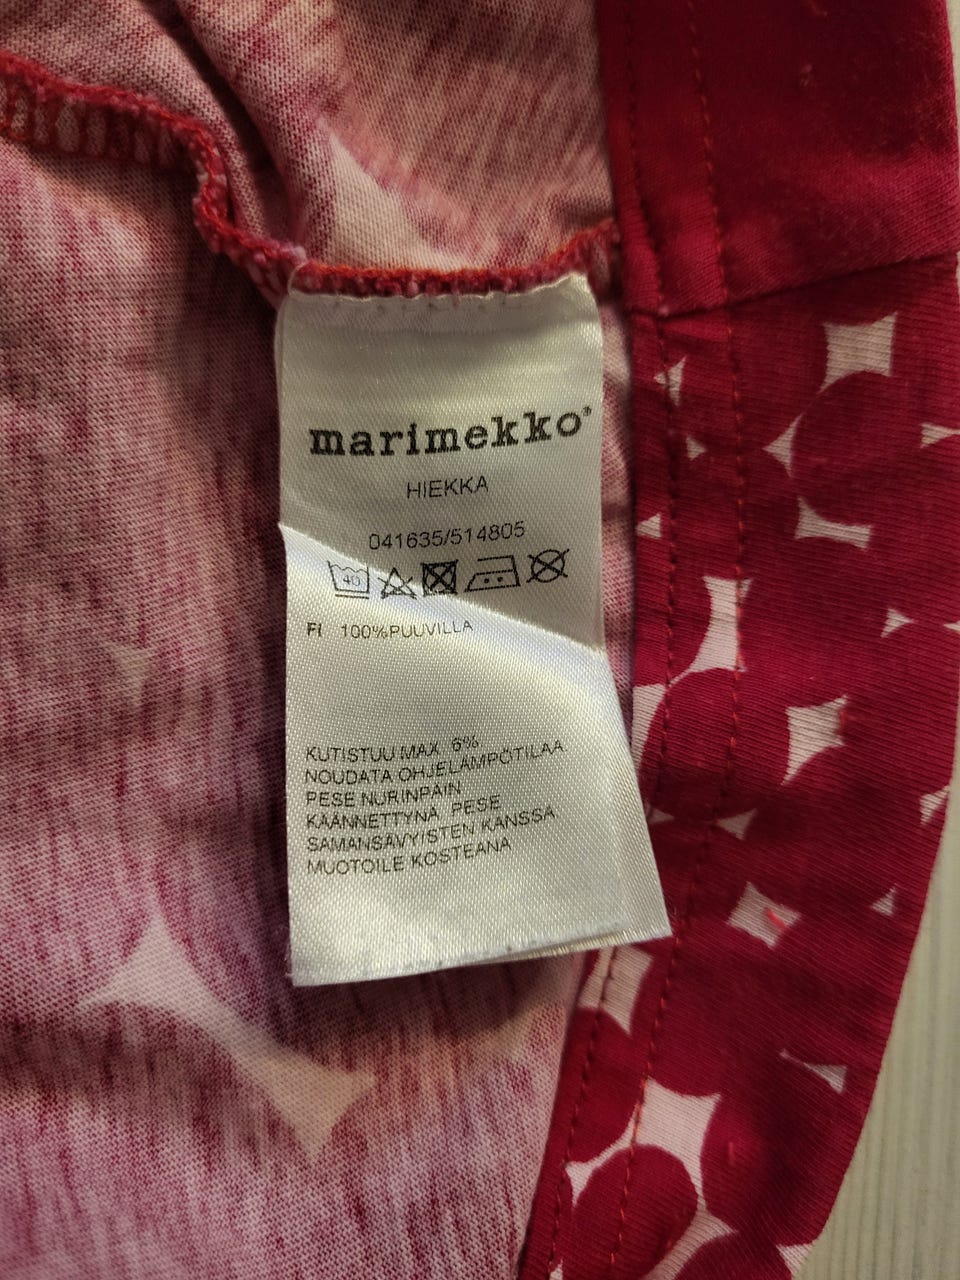 marimekko®
HIEKKA
041635/514805
40
FI 100%PUUVILLA
KUTISTUU MAX 6%
NOUDATA OHJELÄMPÖTILAA
PESE NURINPÄIN
KÄÄNNETTYNÄ PESE
SAMANSÄVYISTEN KANSSA
MUOTOILE KOSTEANA